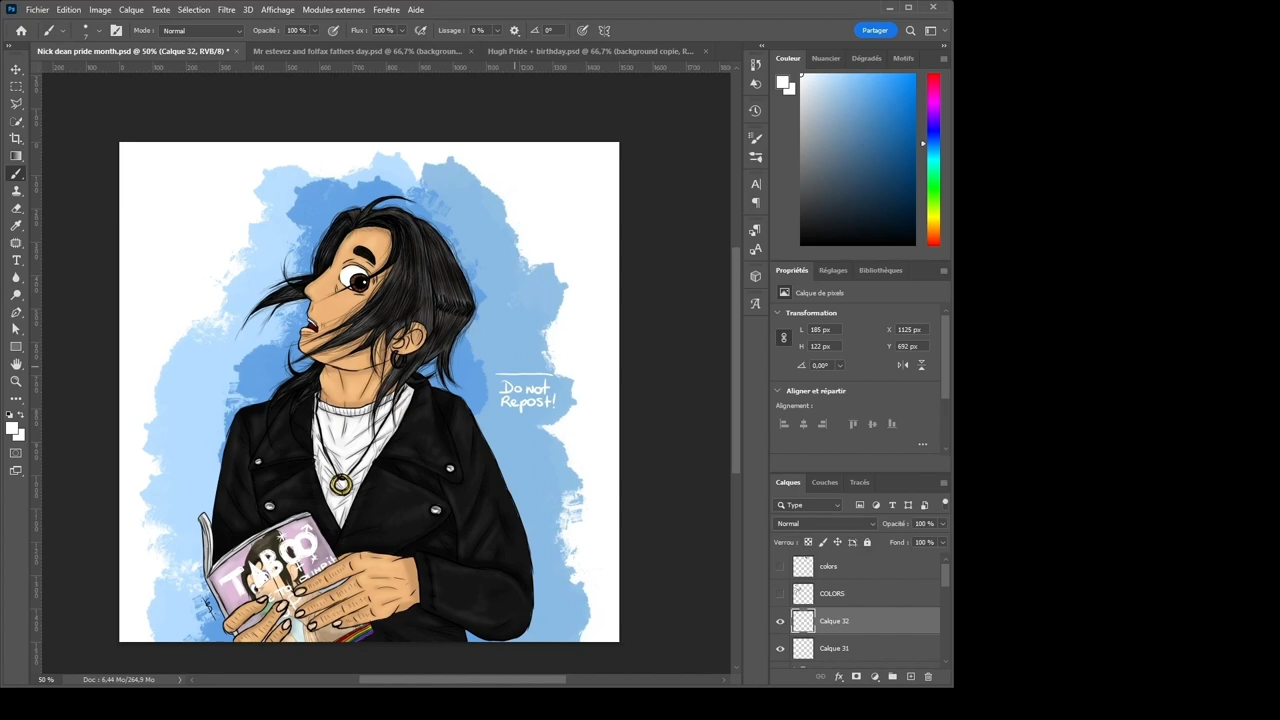 Fichier Edition Image Calque Texte Sélection Filtre 3D Affichage Modules externes Fenêtre Aide
Mode : Normal Opacité : 100 % Flux : 100 % Lissage : 0 % 0° Partager
Nick dean pride month.psd @ 50% (Calque 32, RVB/8) * Mr estevez and folfax fathers day.psd @ 66,7% (backgroun... Hugh Pride + birthday.psd @ 66,7% (background copie, R...
Couleur Nuancier Dégradés Motifs
Propriétés Réglages Bibliothèques
Calque de pixels
Transformation
L 185 px X 1125 px
H 122 px Y 692 px
0,00°
Aligner et répartir
Alignement :
Do not
Repost!
TABOO
Calques Couches Tracés
Type
Normal Opacité : 100 %
Verrou : Fond : 100 %
colors
COLORS
Calque 32
Calque 31
50 % Doc : 6,44 Mo/264,9 Mo